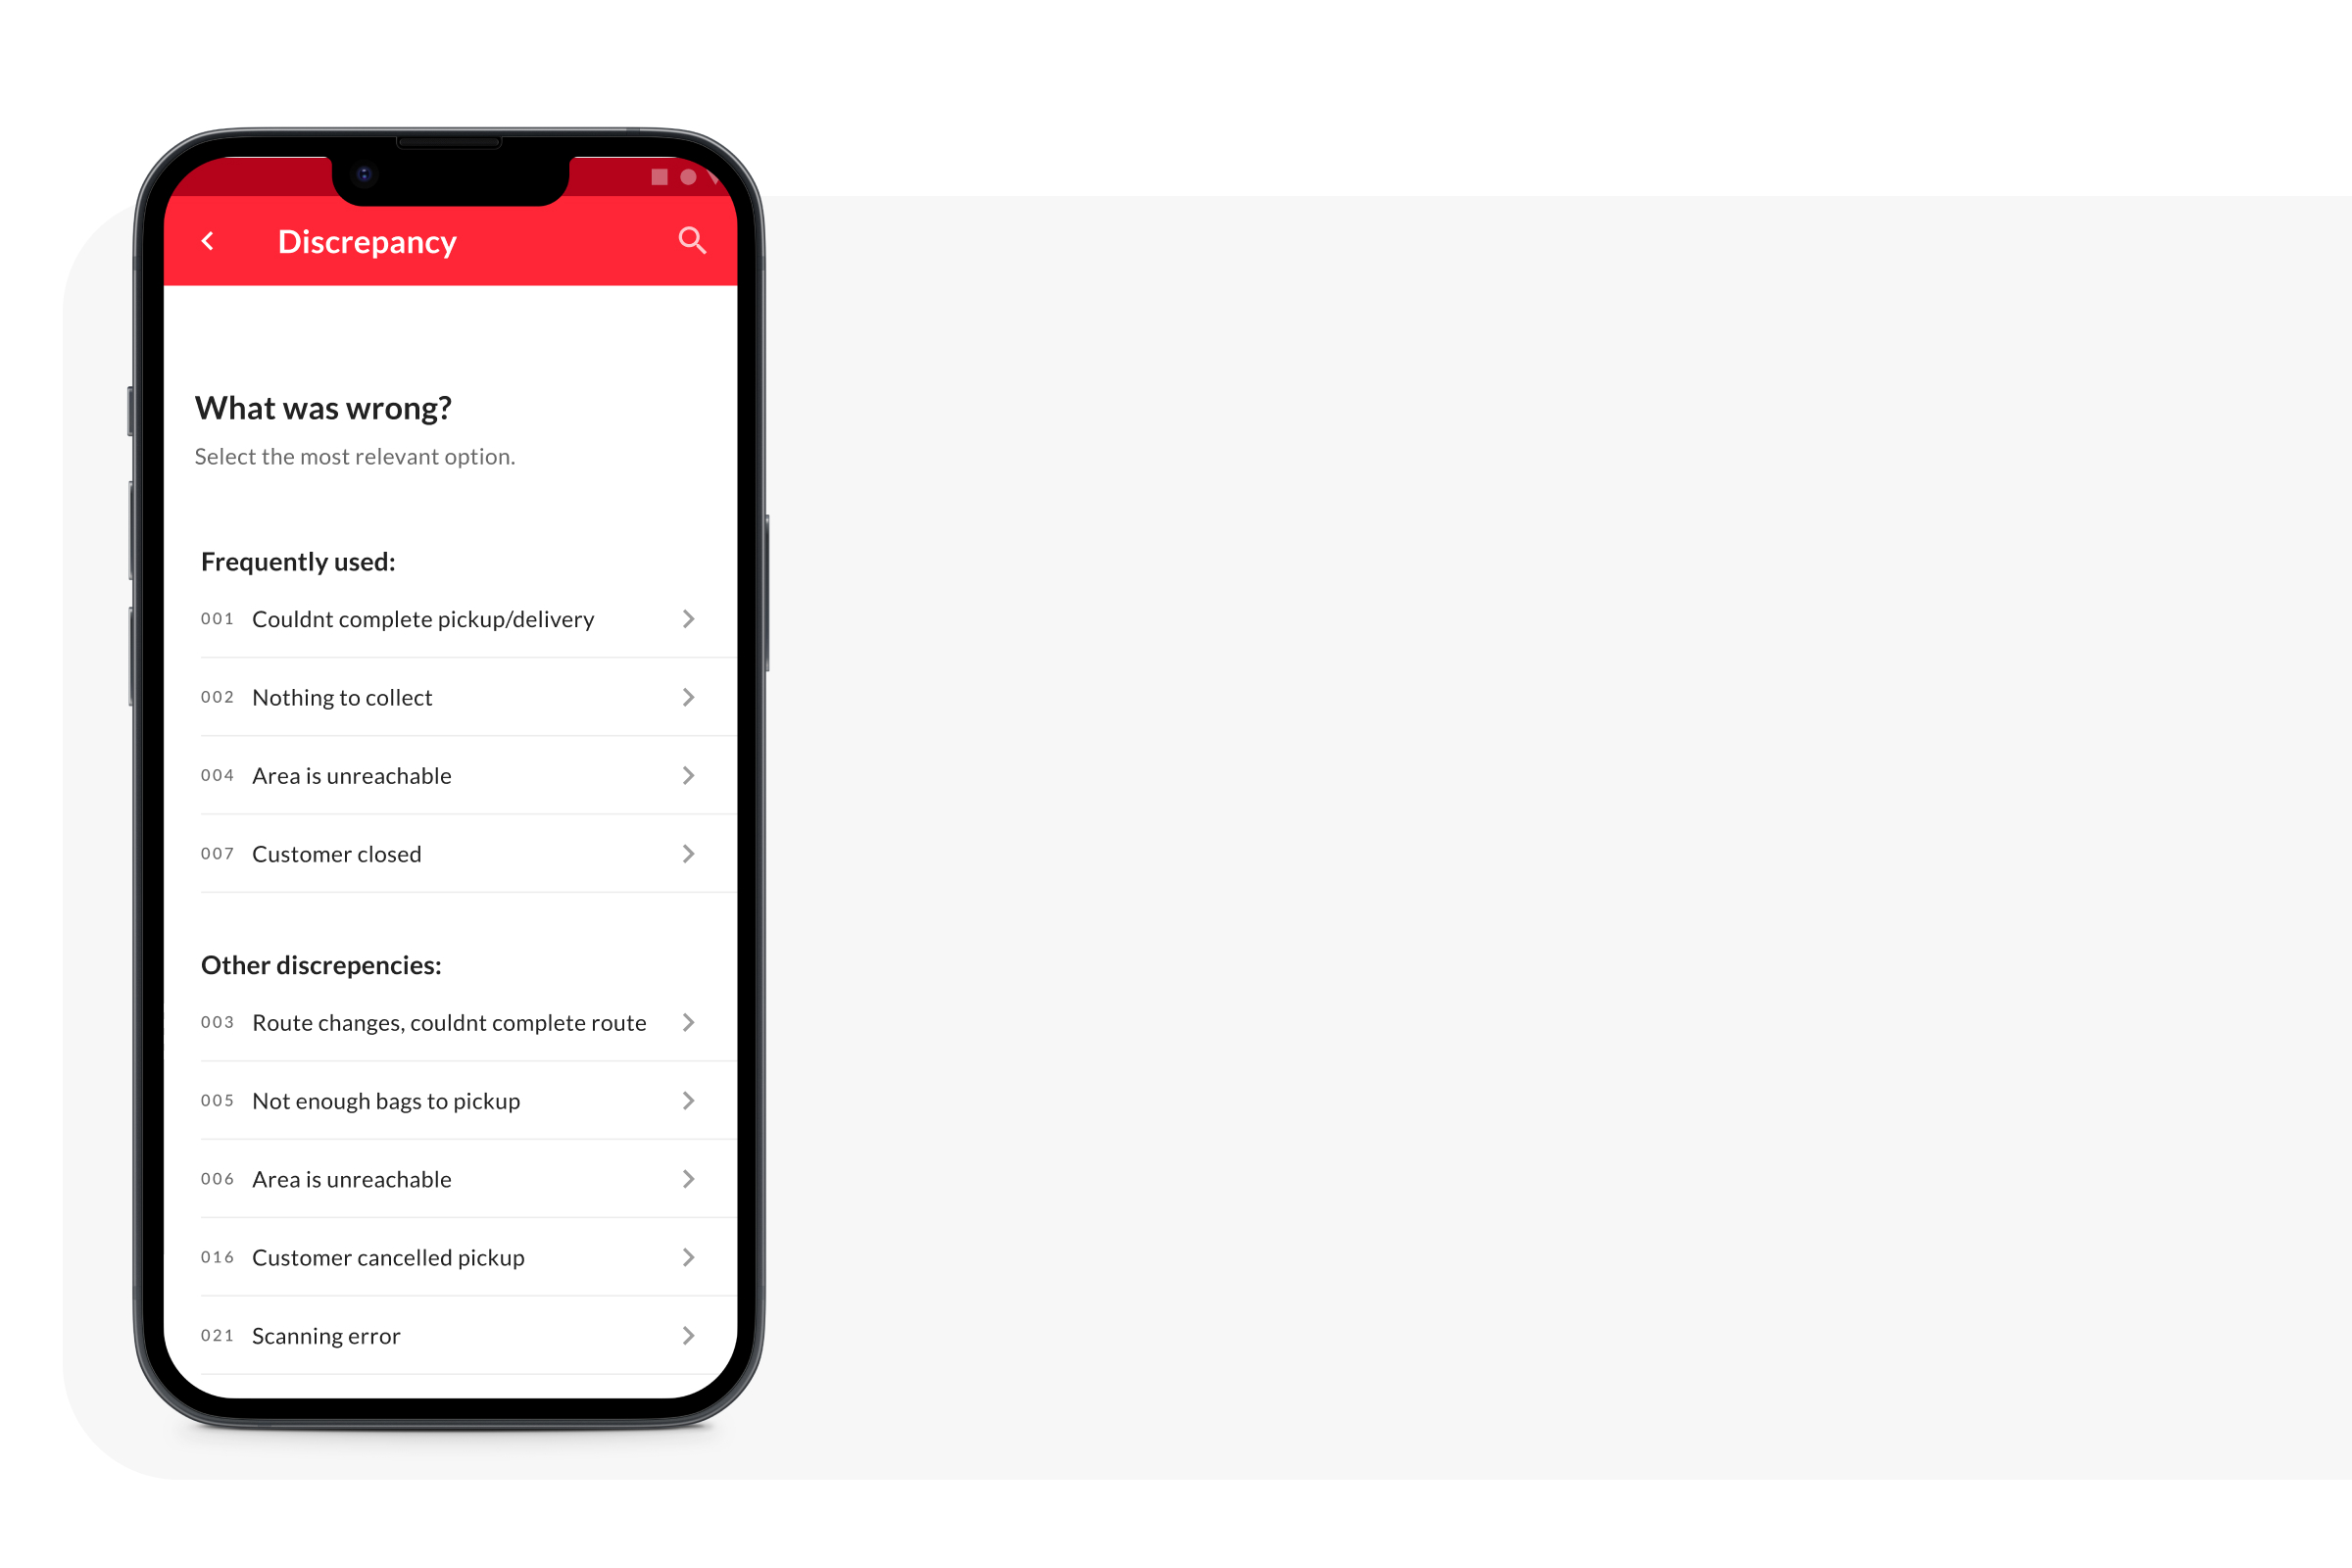 Discrepancy
What was wrong?
Select the most relevant option.
Frequently used:
001 Couldnt complete pickup/delivery
002 Nothing to collect
004 Area is unreachable
007 Customer closed
Other discrepencies:
003 Route changes, couldnt complete route
005 Not enough bags to pickup
006 Area is unreachable
016 Customer cancelled pickup
021 Scanning error